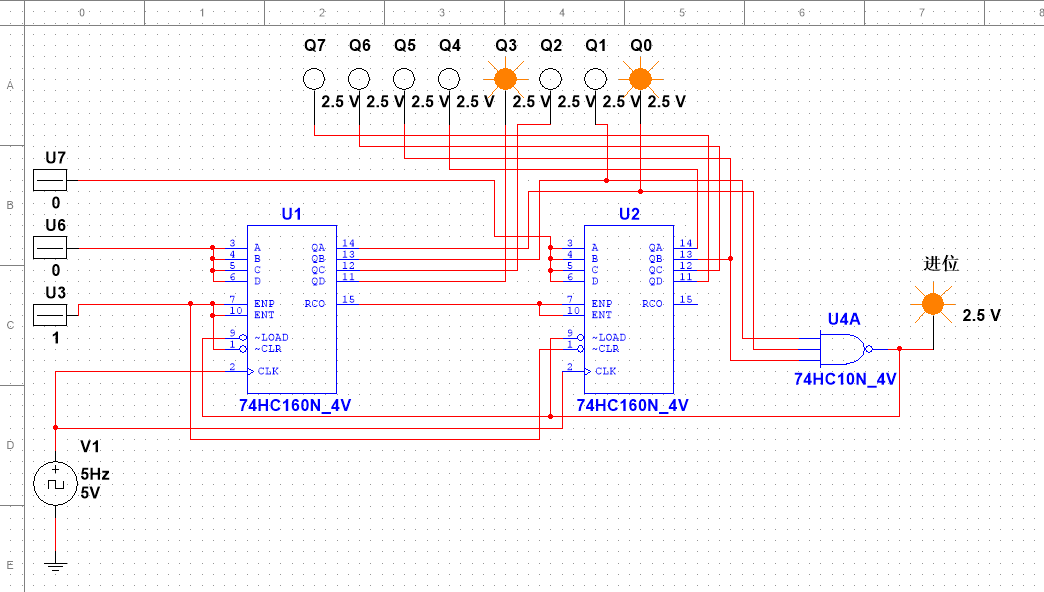 0 1 2 3 4 5 6 7 8
Q7 Q6 Q5 Q4 Q3 Q2 Q1 Q0
A
2.5 V 2.5 V 2.5 V 2.5 V 2.5 V 2.5 V 2.5 V 2.5 V
U7
0
B
U6
0
U1
3 A QA 14
4 B QB 13
5 C QC 12
6 D QD 11
7 ENP RCO 15
10 ENT
9 ~LOAD
1 ~CLR
2 CLK
74HC160N_4V
U2
3 A QA 14
4 B QB 13
5 C QC 12
6 D QD 11
7 ENP RCO 15
10 ENT
9 ~LOAD
1 ~CLR
2 CLK
74HC160N_4V
进位
2.5 V
U3
1
C
U4A
74HC10N_4V
D
V1
5Hz
5V
E